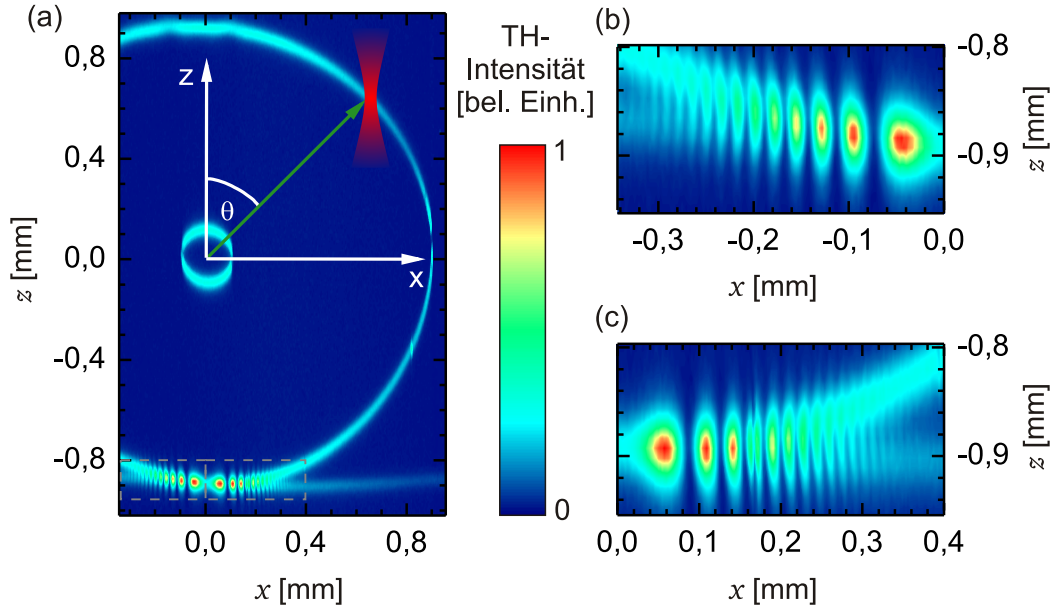 (a)
z
θ
x
0,8
0,4
0,0
-0,4
-0,8
z [mm]
0,0
0,4
0,8
x [mm]
TH-
Intensität
[bel. Einh.]
1
0
(b)
-0,8
-0,9
z [mm]
-0,3
-0,2
-0,1
0,0
x [mm]
(c)
-0,8
-0,9
z [mm]
0,0
0,1
0,2
0,3
0,4
x [mm]